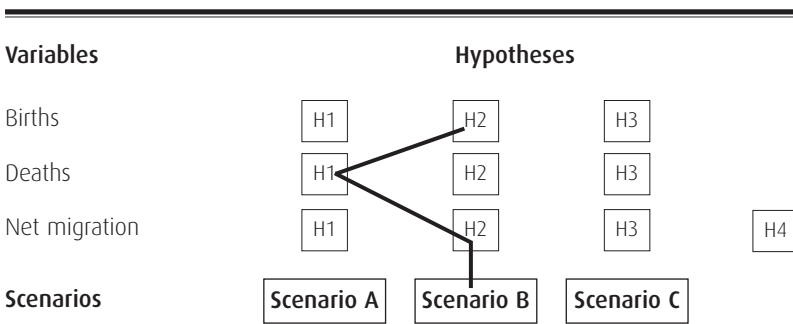 Variables Hypotheses
Births H1 H2 H3
Deaths H1 H2 H3
Net migration H1 H2 H3 H4
Scenarios Scenario A Scenario B Scenario C